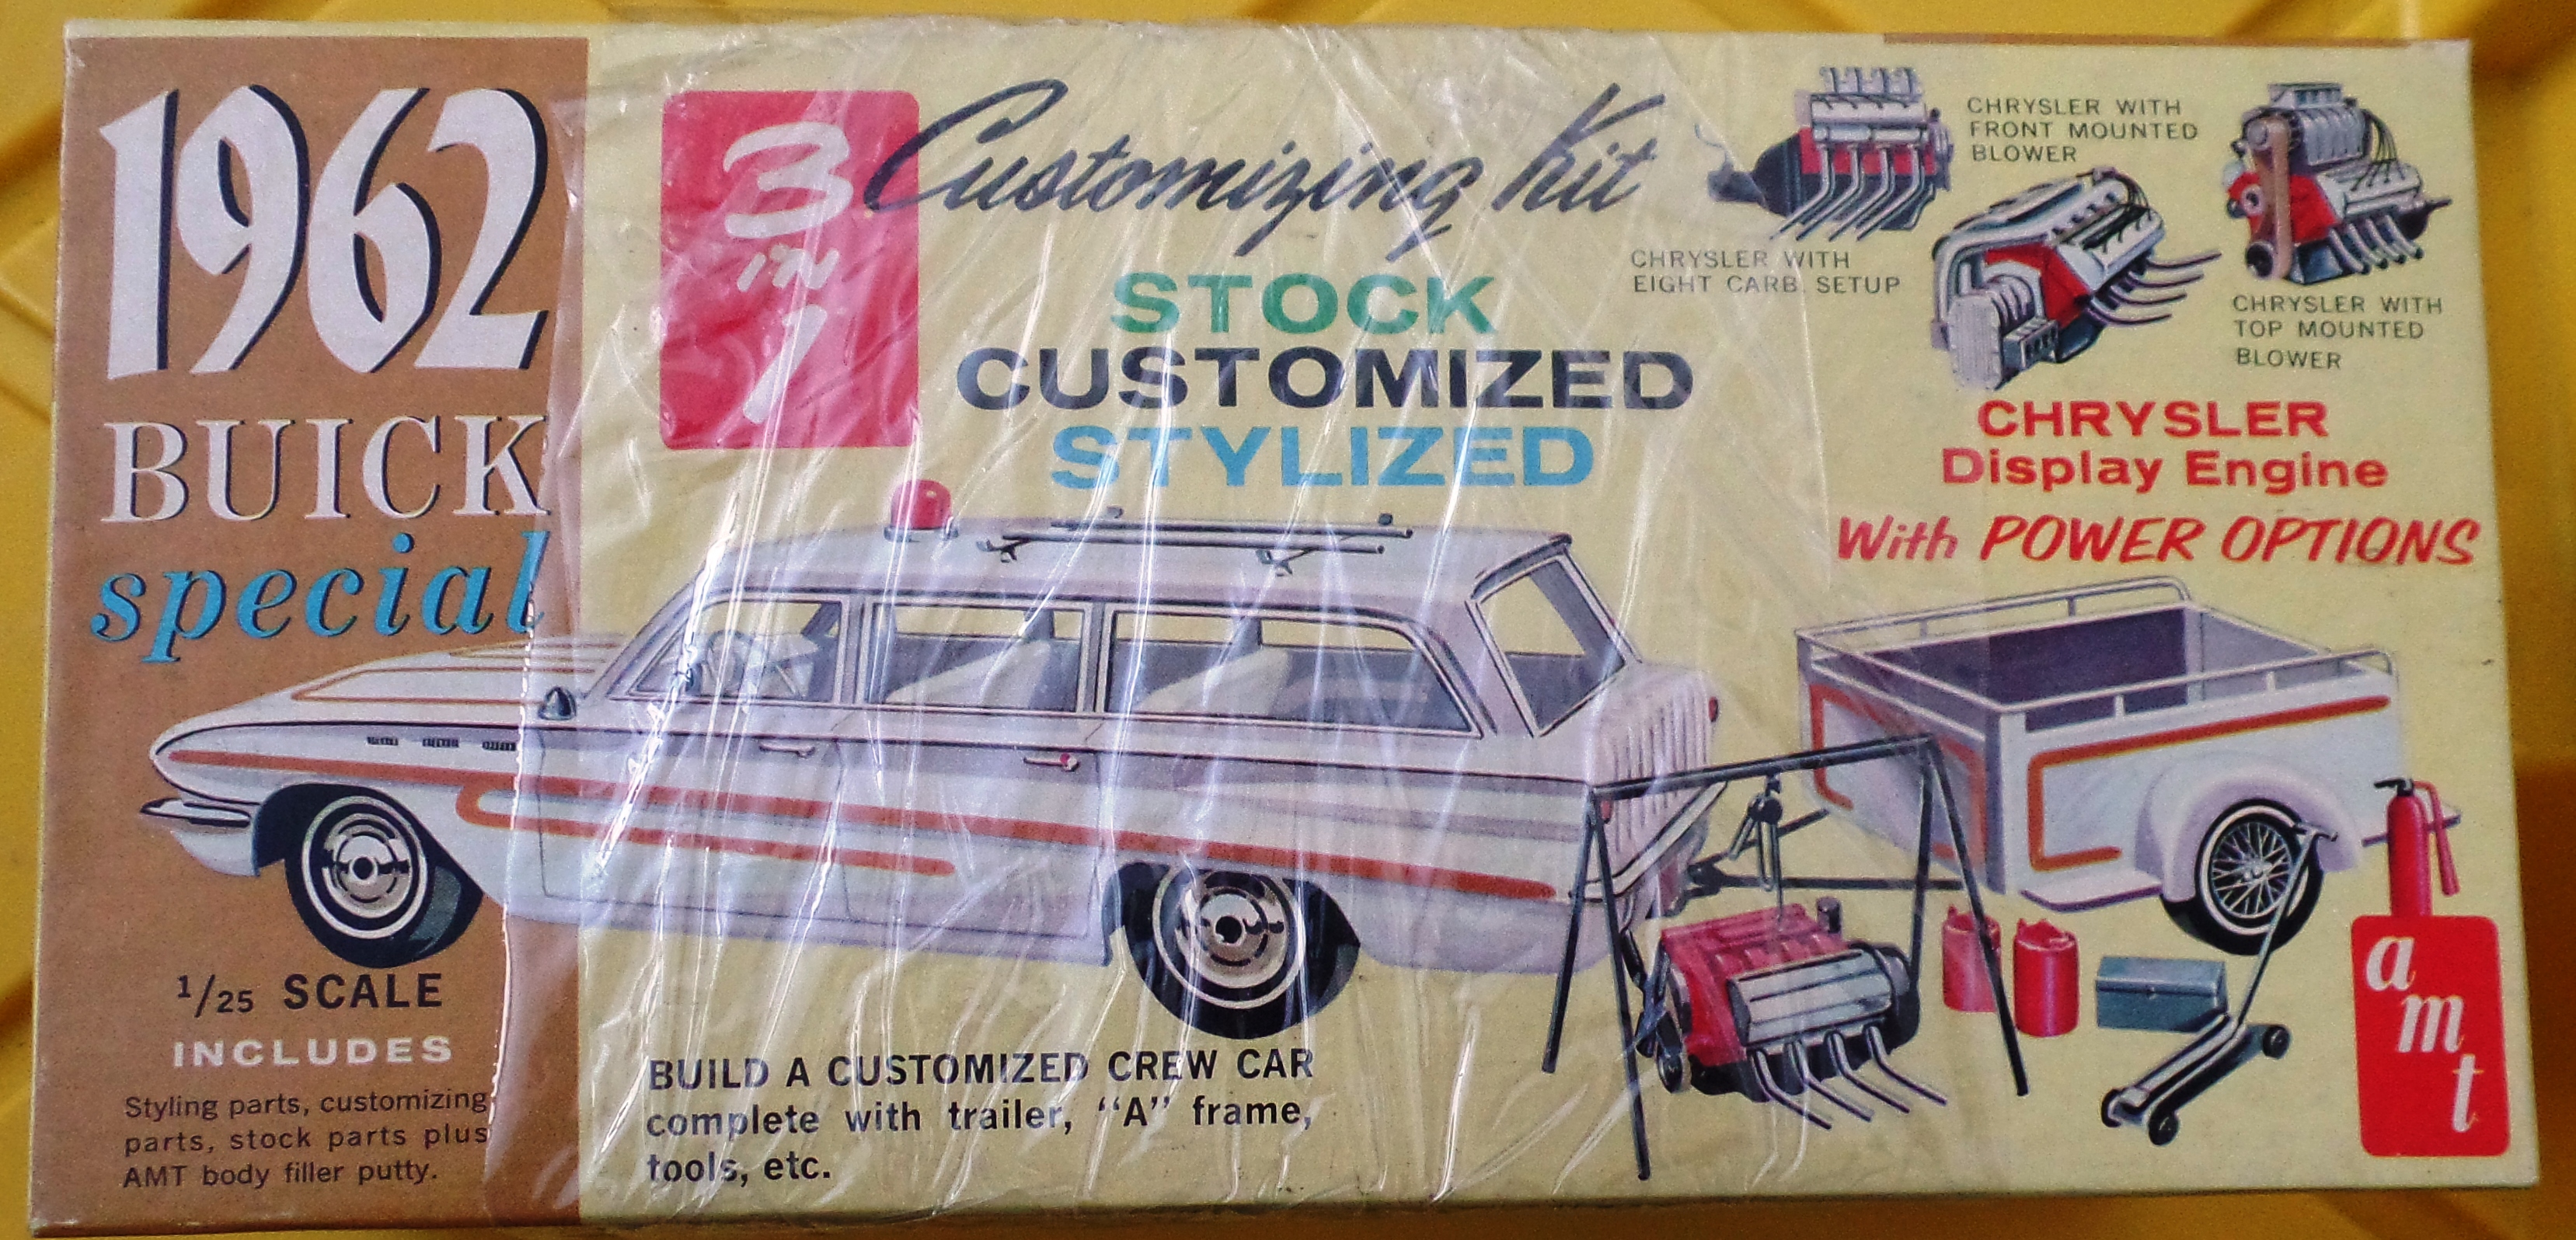 1962
BUICK
special
3
in
1
Customizing Kit
STOCK
CUSTOMIZED
STYLIZED
CHRYSLER WITH
EIGHT CARB. SETUP
CHRYSLER WITH
FRONT MOUNTED
BLOWER
CHRYSLER WITH
TOP MOUNTED
BLOWER
CHRYSLER
Display Engine
With POWER OPTIONS
1/25 SCALE
INCLUDES
Styling parts, customizing
parts, stock parts plus
AMT body filler putty.
BUILD A CUSTOMIZED CREW CAR
complete with trailer, “A” frame,
tools, etc.
amt